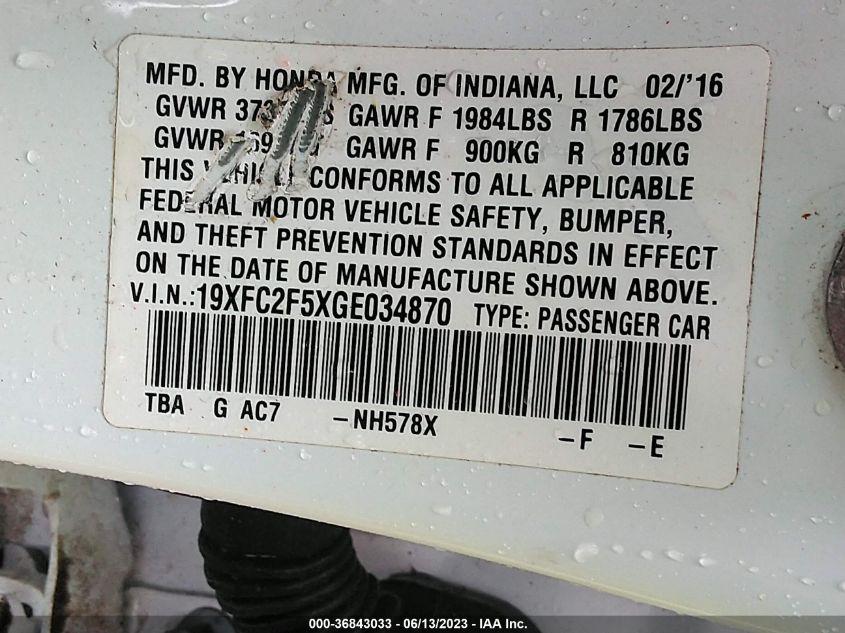 MFD. BY HONDA MFG. OF INDIANA, LLC 02/'16
GVWR GAWR F 1984LBS R 1786LBS
GVWR GAWR F 900KG R 810KG
THIS VEHICLE CONFORMS TO ALL APPLICABLE
FEDERAL MOTOR VEHICLE SAFETY, BUMPER,
AND THEFT PREVENTION STANDARDS IN EFFECT
ON THE DATE OF MANUFACTURE SHOWN ABOVE.
V.I.N.:19XFC2F5XGE034870 TYPE: PASSENGER CAR
TBA G AC7 -NH578X -F -E
000-36843033 - 06/13/2023 - IAA Inc.